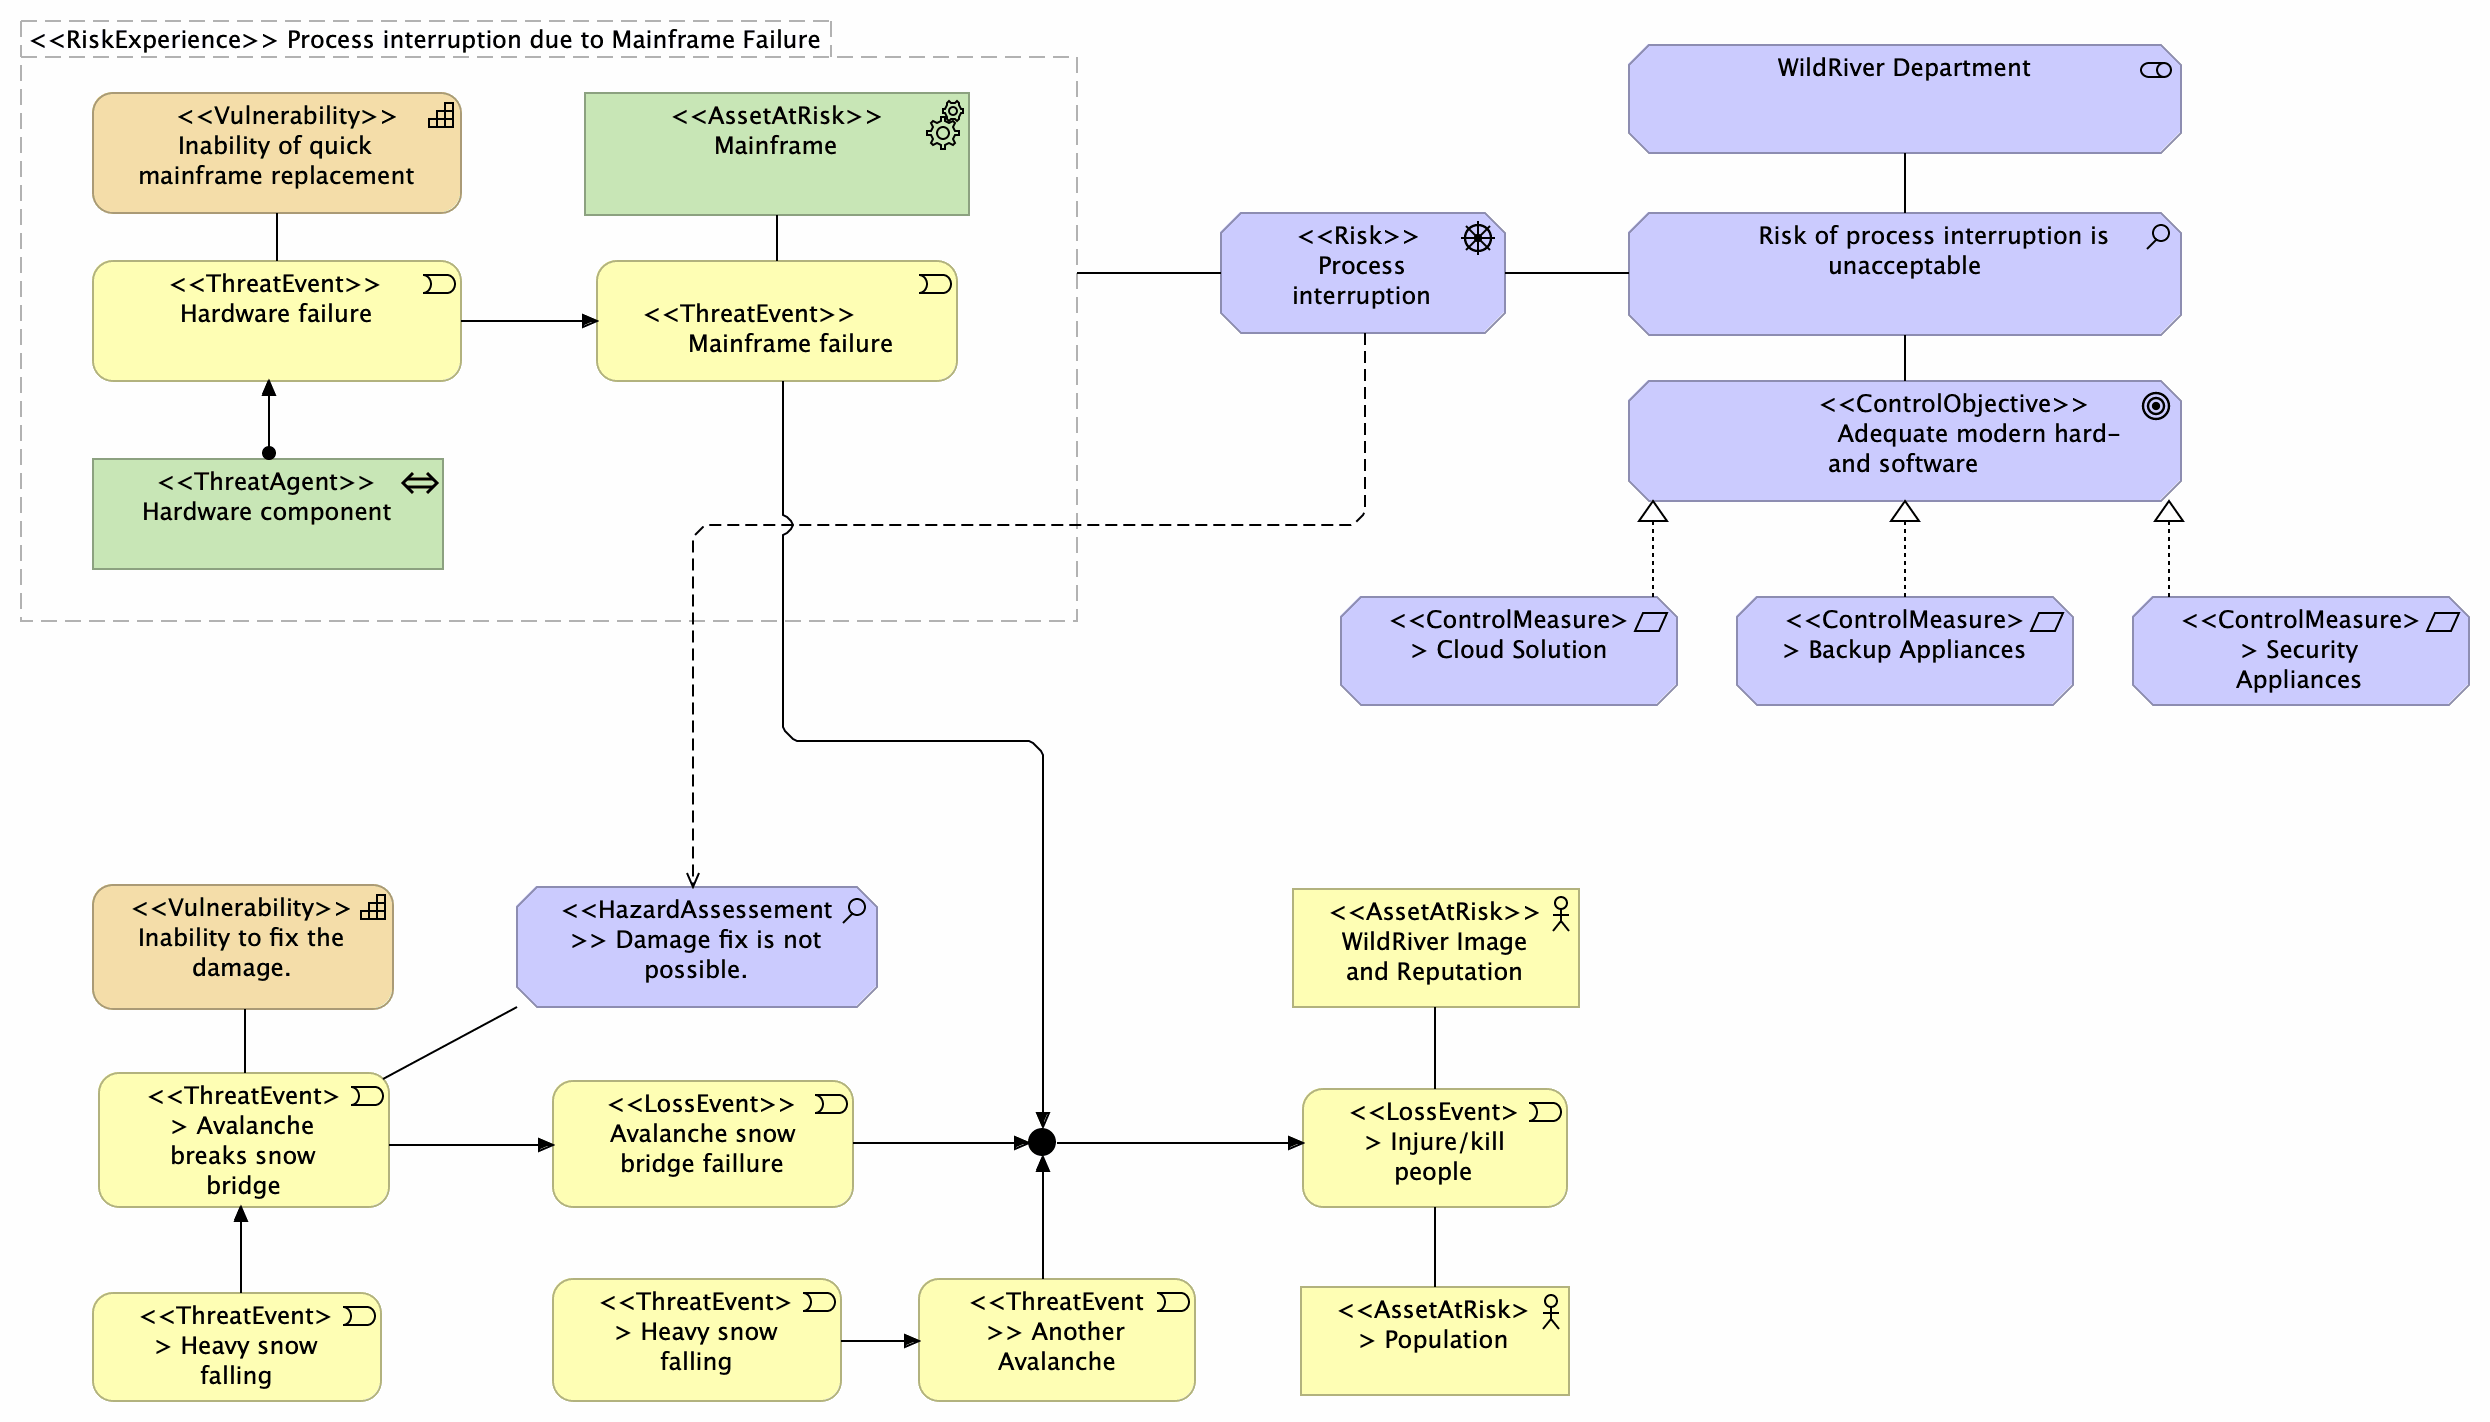 <<RiskExperience>> Process interruption due to Mainframe Failure
<<Vulnerability>>
Inability of quick
mainframe replacement
<<AssetAtRisk>>
Mainframe
<<ThreatEvent>>
Hardware failure
<<ThreatEvent>>
Mainframe failure
<<ThreatAgent>>
Hardware component
<<Risk>>
Process
interruption
WildRiver Department
Risk of process interruption is
unacceptable
<<ControlObjective>>
Adequate modern hard-
and software
<<ControlMeasure>
> Cloud Solution
<<ControlMeasure>
> Backup Appliances
<<ControlMeasure>
> Security
Appliances
<<Vulnerability>>
Inability to fix the
damage.
<<HazardAssessement
>> Damage fix is not
possible.
<<AssetAtRisk>>
WildRiver Image
and Reputation
<<ThreatEvent>
> Avalanche
breaks snow
bridge
<<LossEvent>>
Avalanche snow
bridge faillure
<<LossEvent>
> Injure/kill
people
<<ThreatEvent>
> Heavy snow
falling
<<ThreatEvent>
> Heavy snow
falling
<<ThreatEvent
>> Another
Avalanche
<<AssetAtRisk>
> Population